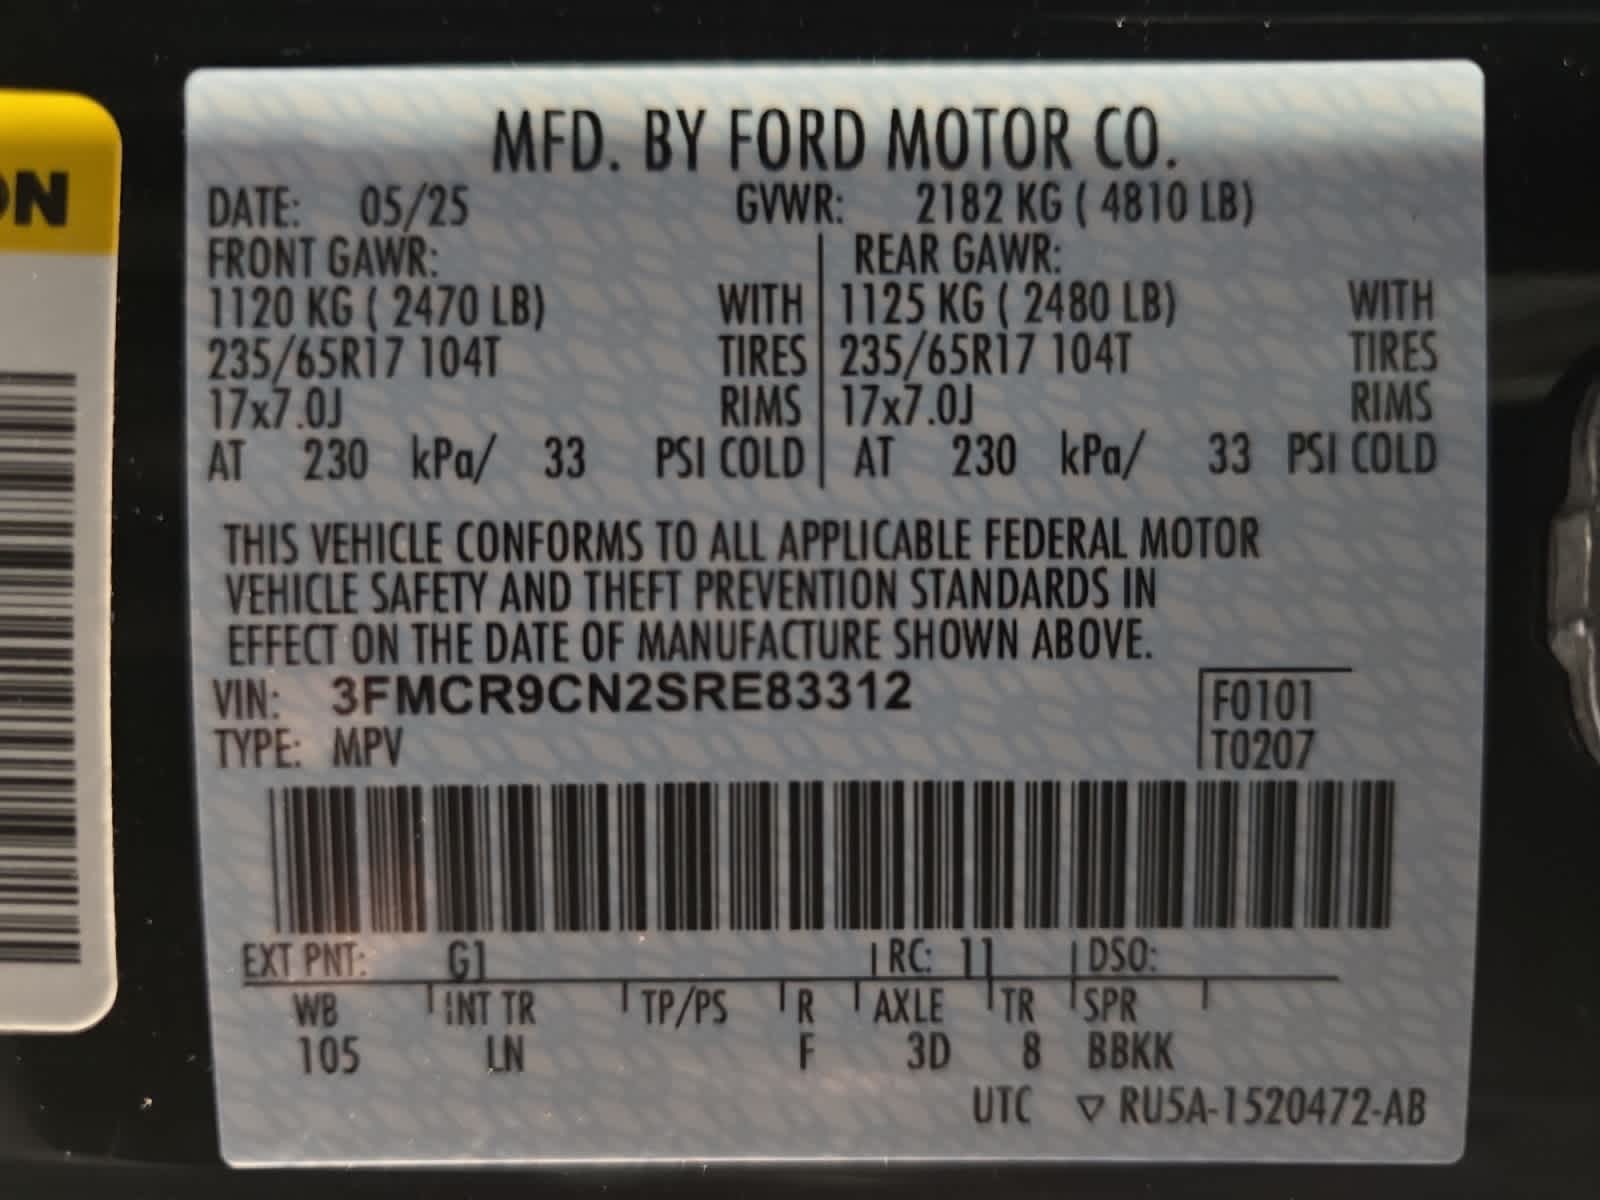 ON
MFD. BY FORD MOTOR CO.
DATE: 05/25 GVWR: 2182 KG ( 4810 LB)
FRONT GAWR: REAR GAWR:
1120 KG ( 2470 LB) WITH 1125 KG ( 2480 LB) WITH
235/65R17 104T TIRES 235/65R17 104T TIRES
17x7.0J RIMS 17x7.0J RIMS
AT 230 kPa/ 33 PSI COLD AT 230 kPa/ 33 PSI COLD
THIS VEHICLE CONFORMS TO ALL APPLICABLE FEDERAL MOTOR
VEHICLE SAFETY AND THEFT PREVENTION STANDARDS IN
EFFECT ON THE DATE OF MANUFACTURE SHOWN ABOVE.
VIN: 3FMCR9CN2SRE83312 F0101
TYPE: MPV T0207
EXT PNT: G1 RC: 11 DSO:
WB INT TR TP/PS R AXLE TR SPR
105 LN F 3D 8 BBKK
UTC ▽ RU5A-1520472-AB